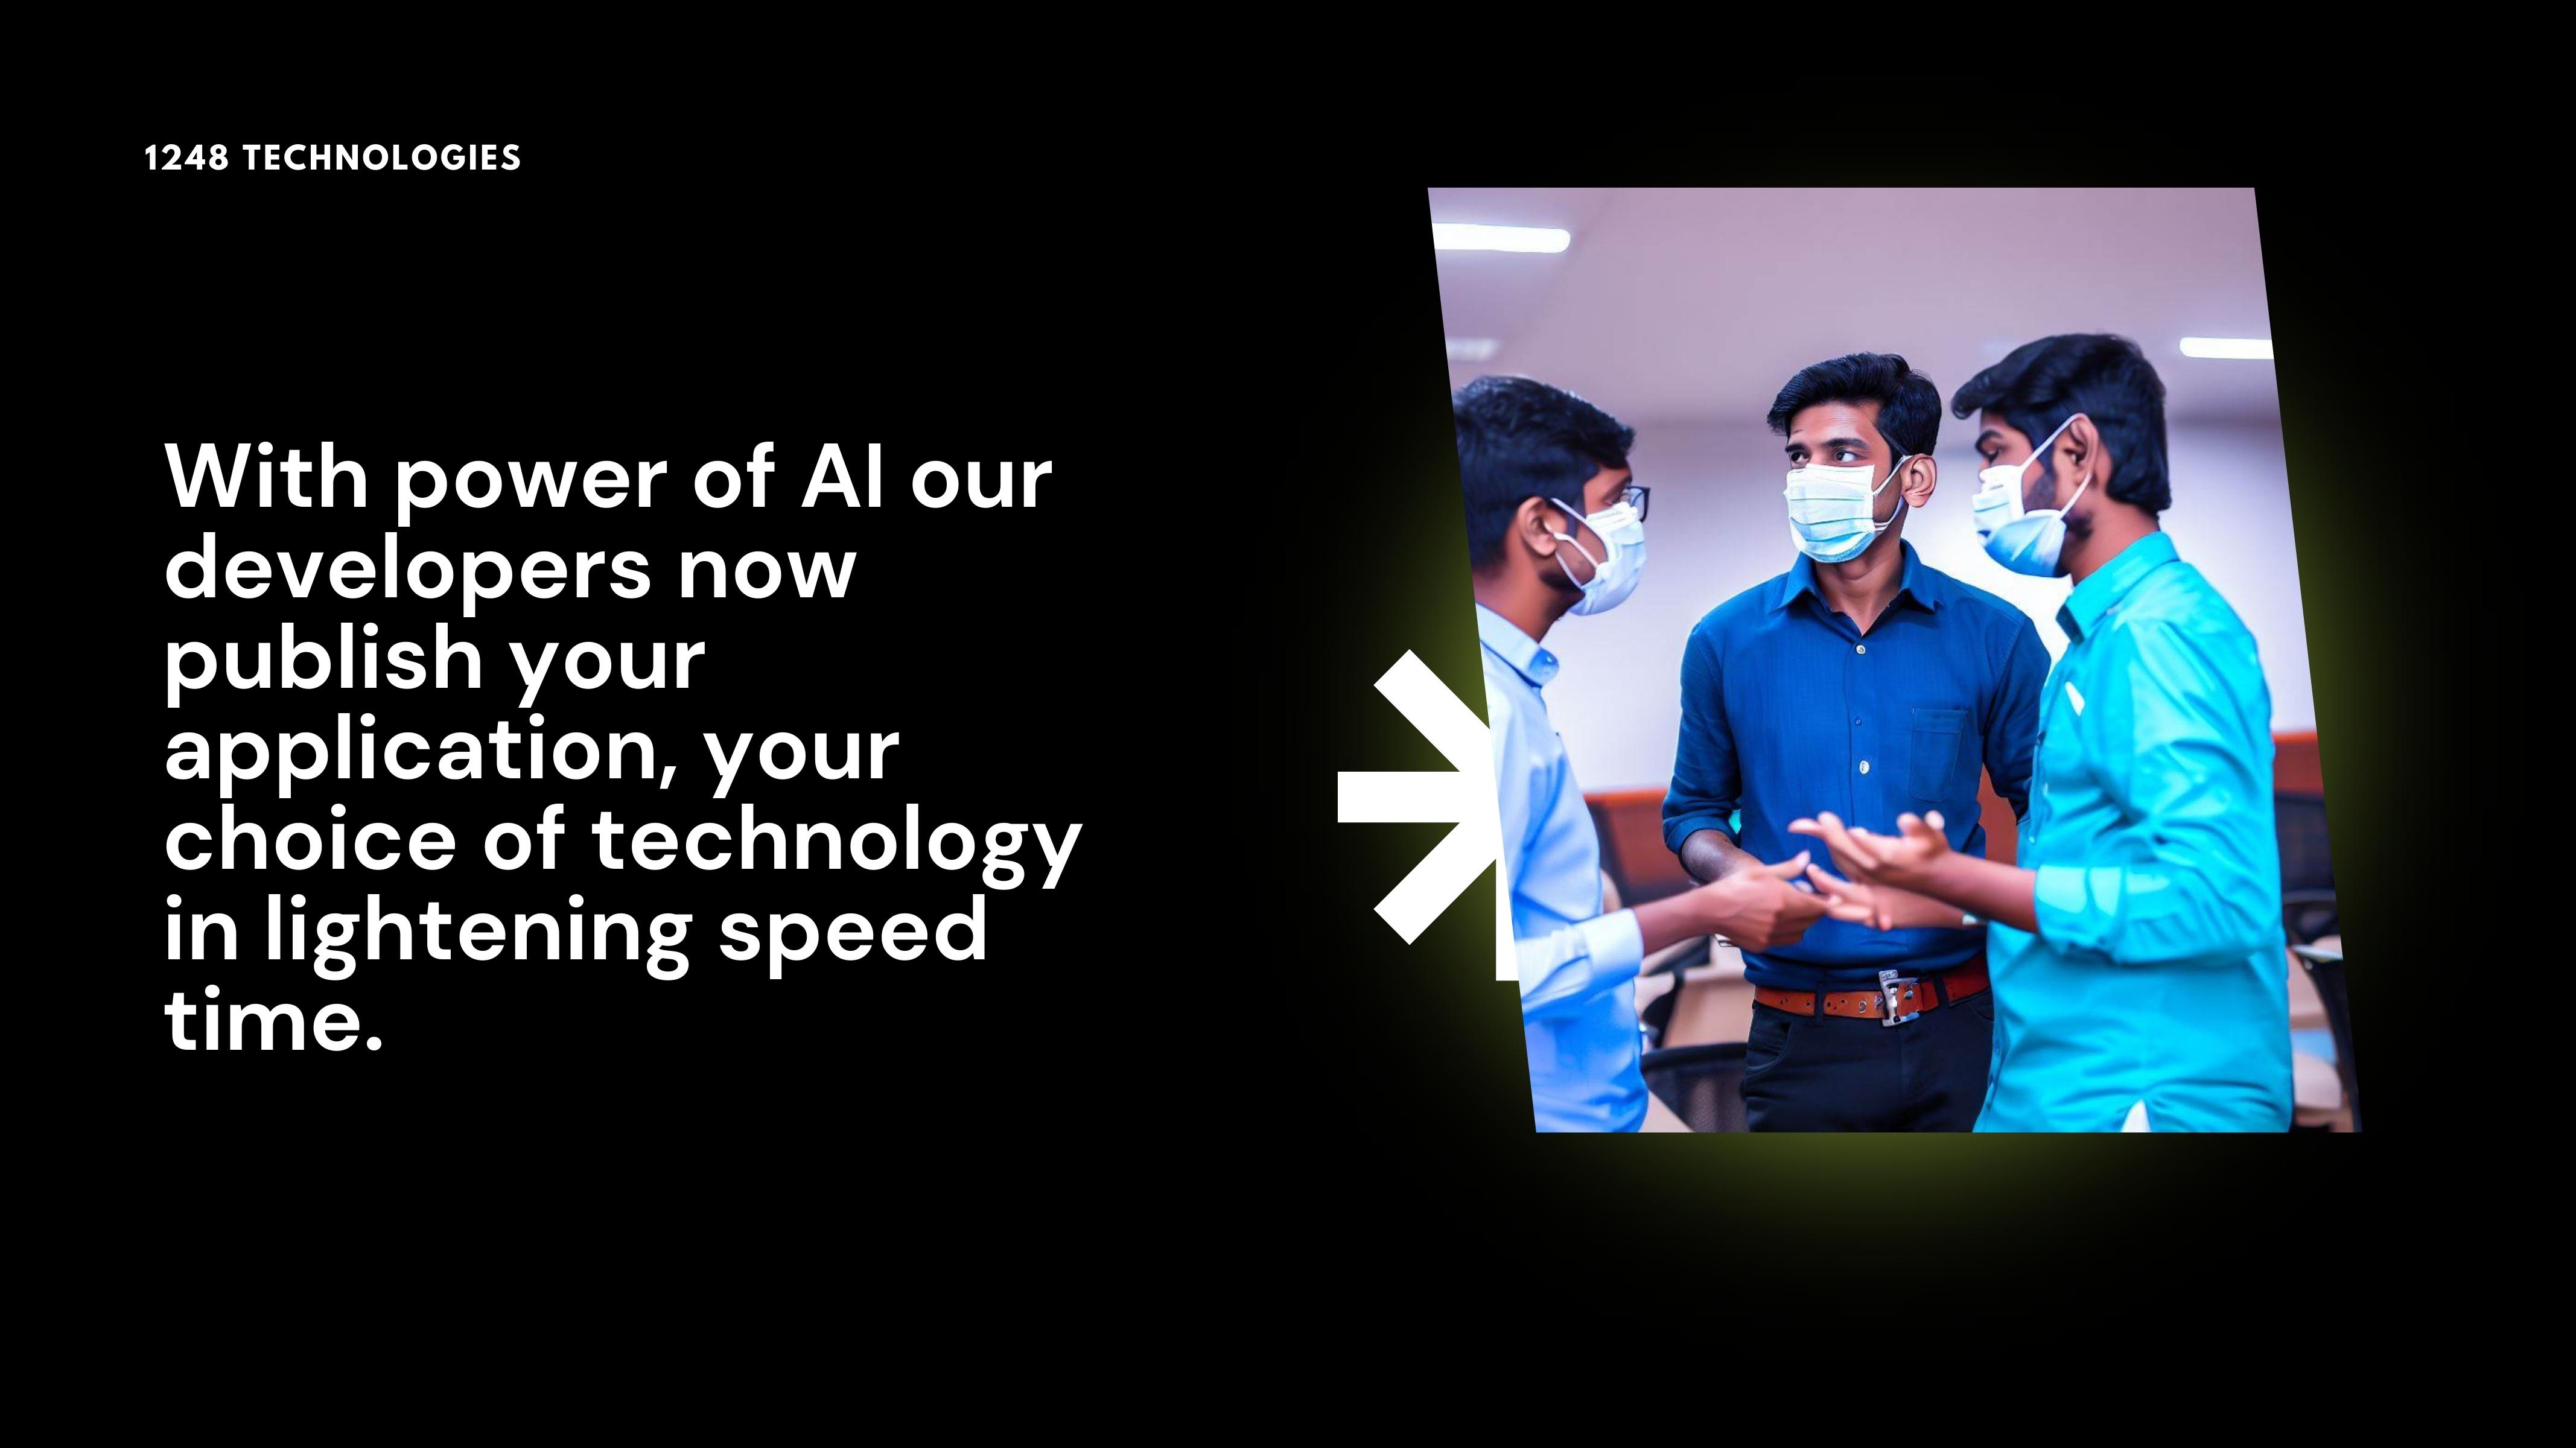 1248 TECHNOLOGIES
With power of AI our
developers now
publish your
application, your
choice of technology
in lightening speed
time.